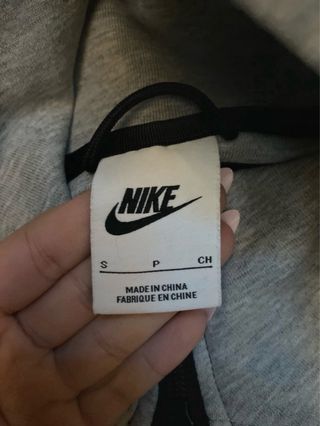 NIKE
S P CH
MADE IN CHINA
FABRIQUE EN CHINE